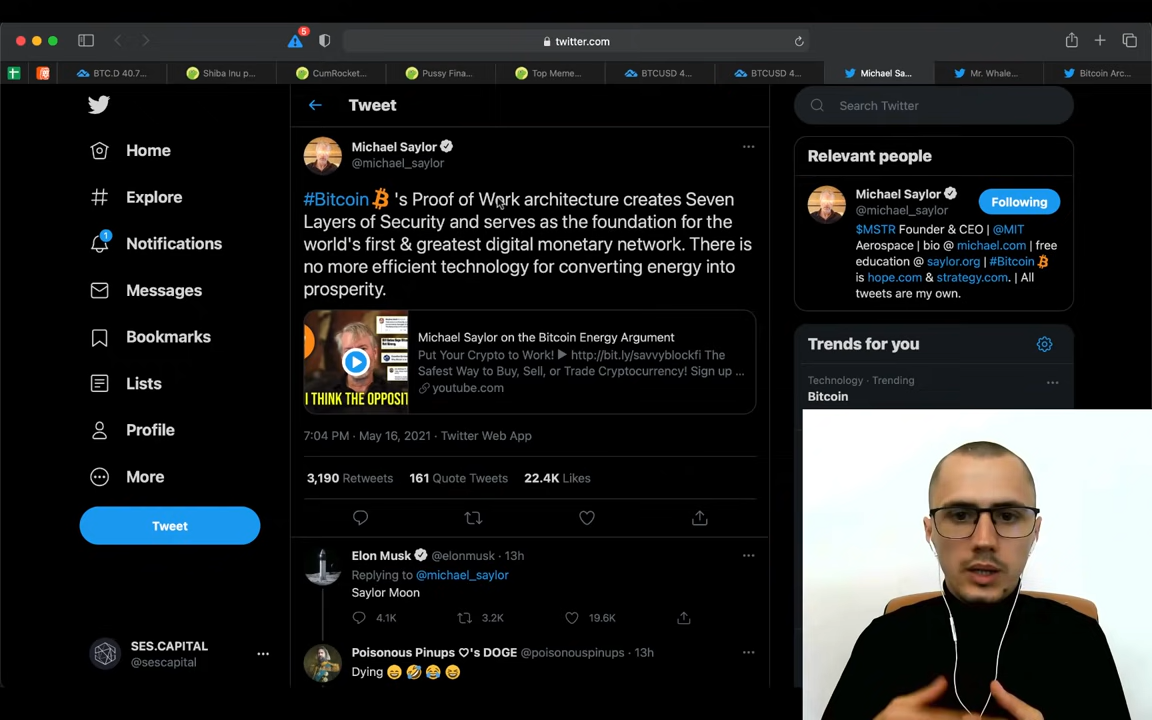 5
twitter.com
BTC.D 40.7...
Shiba Inu p...
CumRocket...
Pussy Fina...
Top Meme...
BTCUSD 4...
BTCUSD 4...
Michael Sa...
Mr. Whale...
Bitcoin Arc...
Home
Explore
1
Notifications
Messages
Bookmarks
Lists
Profile
More
Tweet
SES.CAPITAL
@sescapital
Tweet
Michael Saylor
@michael_saylor
#Bitcoin 's Proof of Work architecture creates Seven
Layers of Security and serves as the foundation for the
world's first & greatest digital monetary network. There is
no more efficient technology for converting energy into
prosperity.
I THINK THE OPPOSIT
Michael Saylor on the Bitcoin Energy Argument
Put Your Crypto to Work! ▶ http://bit.ly/savvyblockfi The
Safest Way to Buy, Sell, or Trade Cryptocurrency! Sign up ...
youtube.com
7:04 PM · May 16, 2021 · Twitter Web App
3,190 Retweets 161 Quote Tweets 22.4K Likes
Elon Musk @elonmusk · 13h
Replying to @michael_saylor
Saylor Moon
4.1K 3.2K 19.6K
Poisonous Pinups ♡'s DOGE @poisonouspinups · 13h
Dying 😄🤣😂😄
Search Twitter
Relevant people
Michael Saylor
@michael_saylor
Following
$MSTR Founder & CEO | @MIT
Aerospace | bio @ michael.com | free
education @ saylor.org | #Bitcoin
is hope.com & strategy.com. | All
tweets are my own.
Trends for you
Technology · Trending
Bitcoin